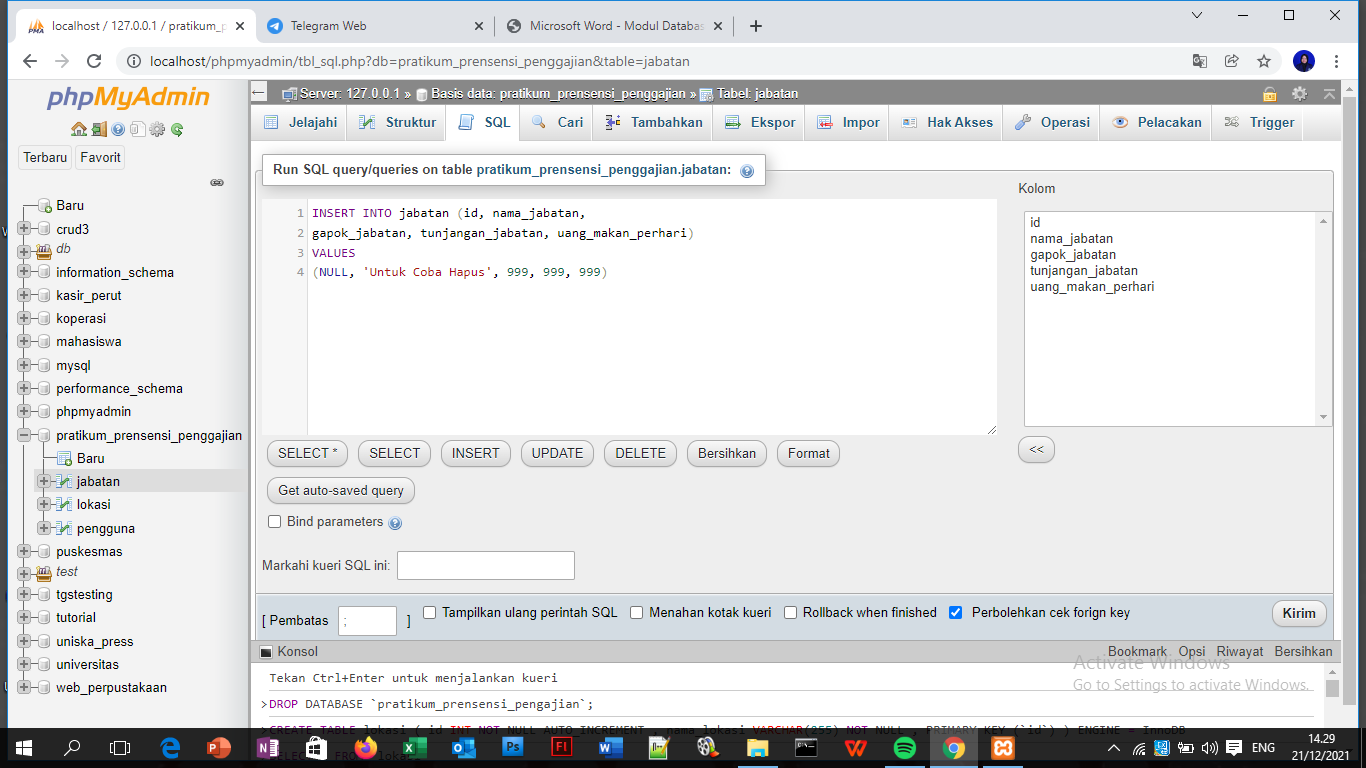 localhost / 127.0.0.1 / pratikum_p
Telegram Web
Microsoft Word - Modul Databas
localhost/phpmyadmin/tbl_sql.php?db=pratikum_prensensi_penggajian&table=jabatan
phpMyAdmin
Terbaru Favorit
Baru
crud3
db
information_schema
kasir_perut
koperasi
mahasiswa
mysql
performance_schema
phpmyadmin
pratikum_prensensi_penggajian
Baru
jabatan
lokasi
pengguna
puskesmas
test
tgstesting
tutorial
uniska_press
universitas
web_perpustakaan
Server: 127.0.0.1 » Basis data: pratikum_prensensi_penggajian » Tabel: jabatan
Jelajahi Struktur SQL Cari Tambahkan Ekspor Impor Hak Akses Operasi Pelacakan Trigger
Run SQL query/queries on table pratikum_prensensi_penggajian.jabatan:
1 INSERT INTO jabatan (id, nama_jabatan,
2 gapok_jabatan, tunjangan_jabatan, uang_makan_perhari)
3 VALUES
4 (NULL, 'Untuk Coba Hapus', 999, 999, 999)
Kolom
id
nama_jabatan
gapok_jabatan
tunjangan_jabatan
uang_makan_perhari
<<
SELECT * SELECT INSERT UPDATE DELETE Bersihkan Format
Get auto-saved query
Bind parameters
Markahi kueri SQL ini:
[ Pembatas ; ] Tampilkan ulang perintah SQL Menahan kotak kueri Rollback when finished Perbolehkan cek forign key Kirim
Konsol Bookmark Opsi Riwayat Bersihkan
Activate Windows
Go to Settings to activate Windows.
Tekan Ctrl+Enter untuk menjalankan kueri
>DROP DATABASE `pratikum_prensensi_pengajian`;
>CREATE TABLE lokasi ( id INT NOT NULL AUTO_INCREMENT , nama_lokasi VARCHAR(255) NOT NULL , PRIMARY KEY (`id`) ) ENGINE = InnoDB
ENG
14.29
21/12/2021